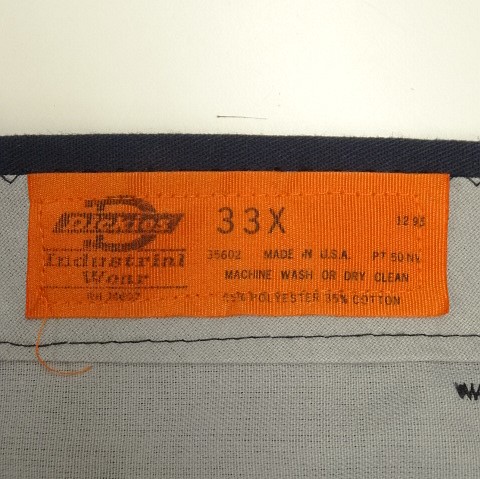 Dickies
Industrial
Wear
33X
12 95
35602 MADE IN U.S.A. PT 50 NV
MACHINE WASH OR DRY CLEAN
65% POLYESTER 35% COTTON